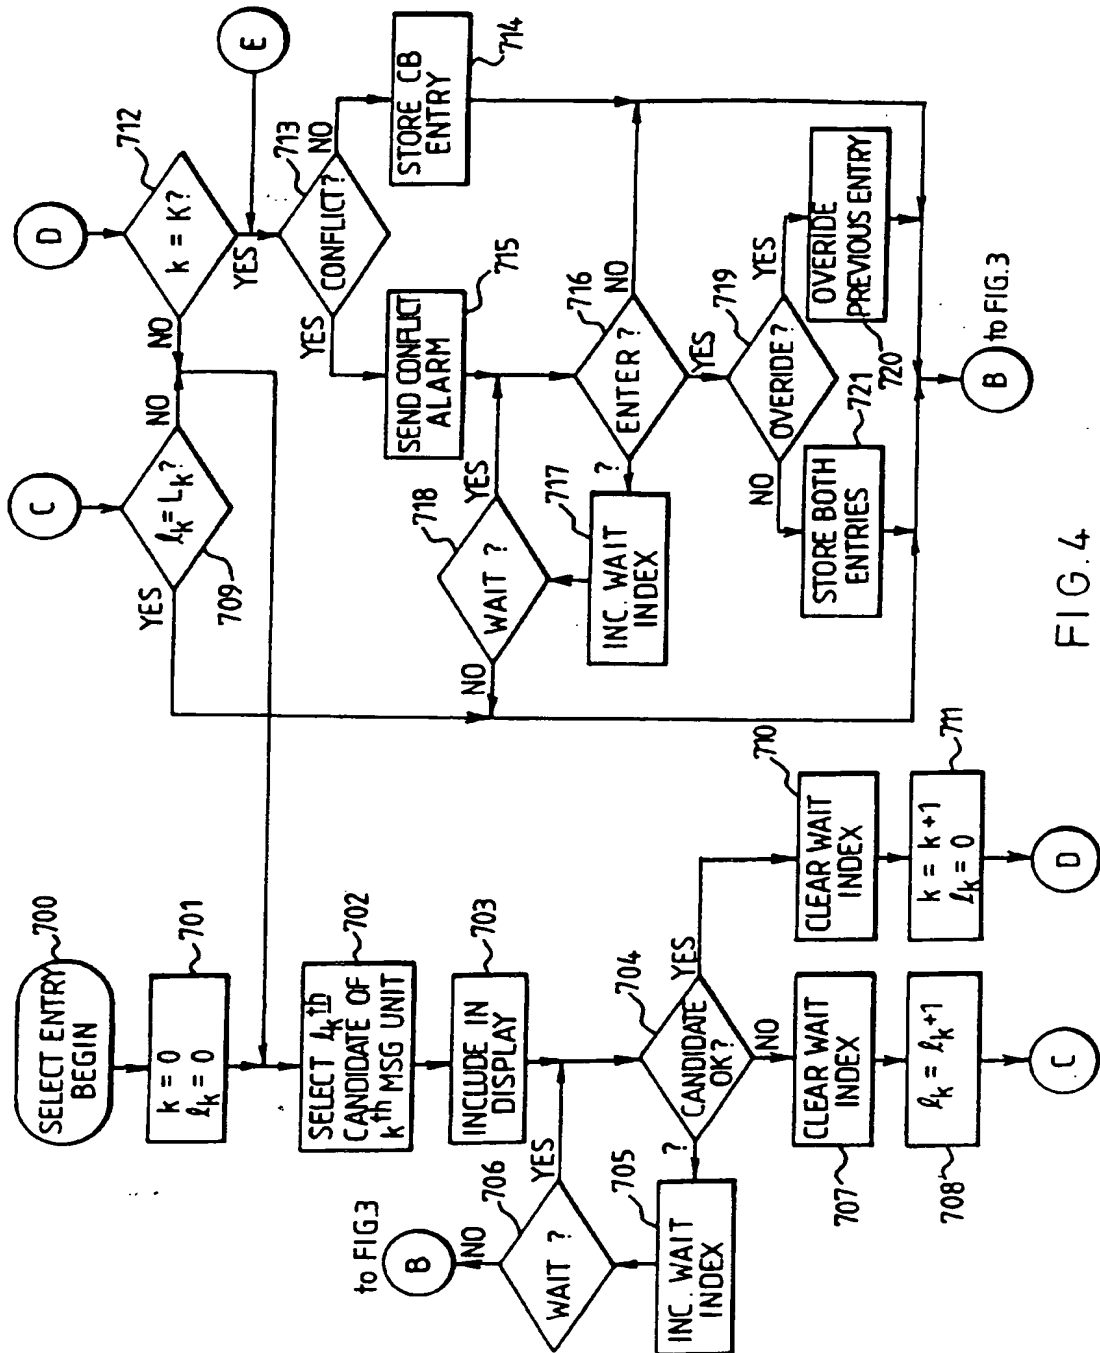 SELECT ENTRY
BEGIN
700
k = 0
ℓk = 0
701
SELECT ℓk th
CANDIDATE OF
k th MSG UNIT
702
INCLUDE IN
DISPLAY
703
CANDIDATE
OK?
704
YES
NO
?
INC. WAIT
INDEX
705
WAIT ?
706
YES
NO
B
to FIG.3
CLEAR WAIT
INDEX
707
ℓk = ℓk+1
708
C
CLEAR WAIT
INDEX
710
k = k+1
ℓk = 0
711
D
C
ℓk = Lk?
709
YES
NO
D
k = K?
712
NO
YES
E
CONFLICT?
713
NO
YES
STORE CB
ENTRY
714
SEND CONFLICT
ALARM
715
ENTER ?
716
NO
YES
?
INC. WAIT
INDEX
717
WAIT ?
718
YES
NO
OVERRIDE?
719
YES
NO
OVERRIDE
PREVIOUS ENTRY
720
STORE BOTH
ENTRIES
721
B
to FIG.3
FIG.4